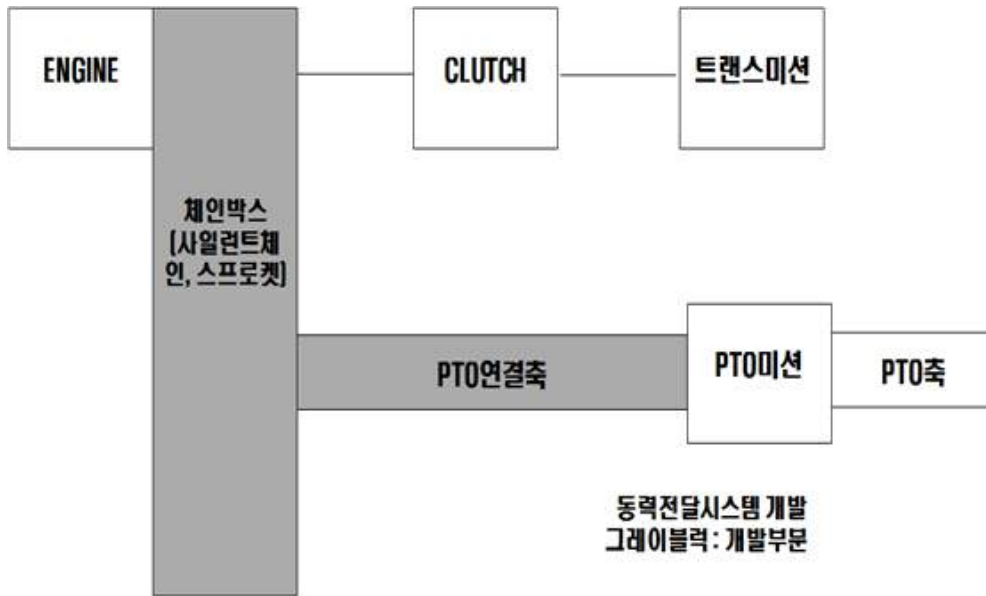 ENGINE
CLUTCH
트랜스미션
체인박스
(사일런트체
인, 스프로켓)
PTO연결축
PTO미션
PTO축
동력전달시스템 개발
그레이블럭 : 개발부문